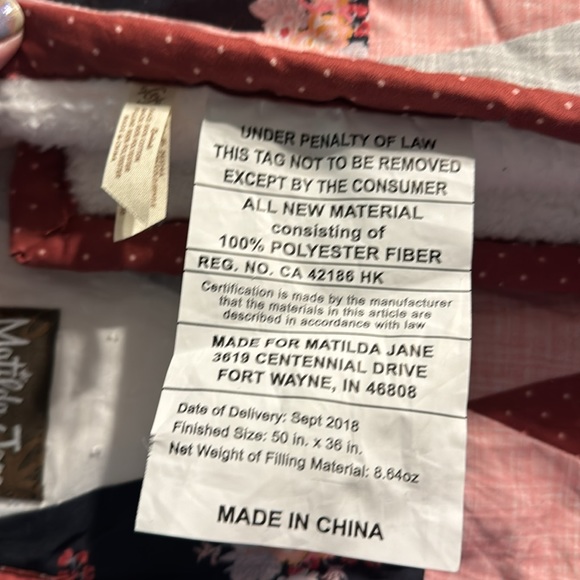 UNDER PENALTY OF LAW
THIS TAG NOT TO BE REMOVED
EXCEPT BY THE CONSUMER
ALL NEW MATERIAL
consisting of
100% POLYESTER FIBER
REG. NO. CA 42186 HK
Certification is made by the manufacturer
that the materials in this article are
described in accordance with law
MADE FOR MATILDA JANE
3619 CENTENNIAL DRIVE
FORT WAYNE, IN 46808
Date of Delivery: Sept 2018
Finished Size: 50 in. x 36 in.
Net Weight of Filling Material: 8.64oz
MADE IN CHINA
Matilda Jane